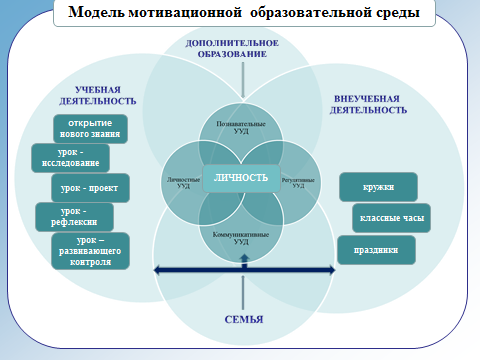 Модель мотивационной образовательной среды
ДОПОЛНИТЕЛЬНОЕ
ОБРАЗОВАНИЕ
УЧЕБНАЯ
ДЕЯТЕЛЬНОСТЬ
открытие
нового знания
урок -
исследование
урок - проект
урок -
рефлексии
урок –
развивающего
контроля
Познавательные
УУД
Личностные
УУД
ЛИЧНОСТЬ
Регулятивные
УУД
Коммуникативные
УУД
ВНЕУЧЕБНАЯ
ДЕЯТЕЛЬНОСТЬ
кружки
классные часы
праздники
СЕМЬЯ